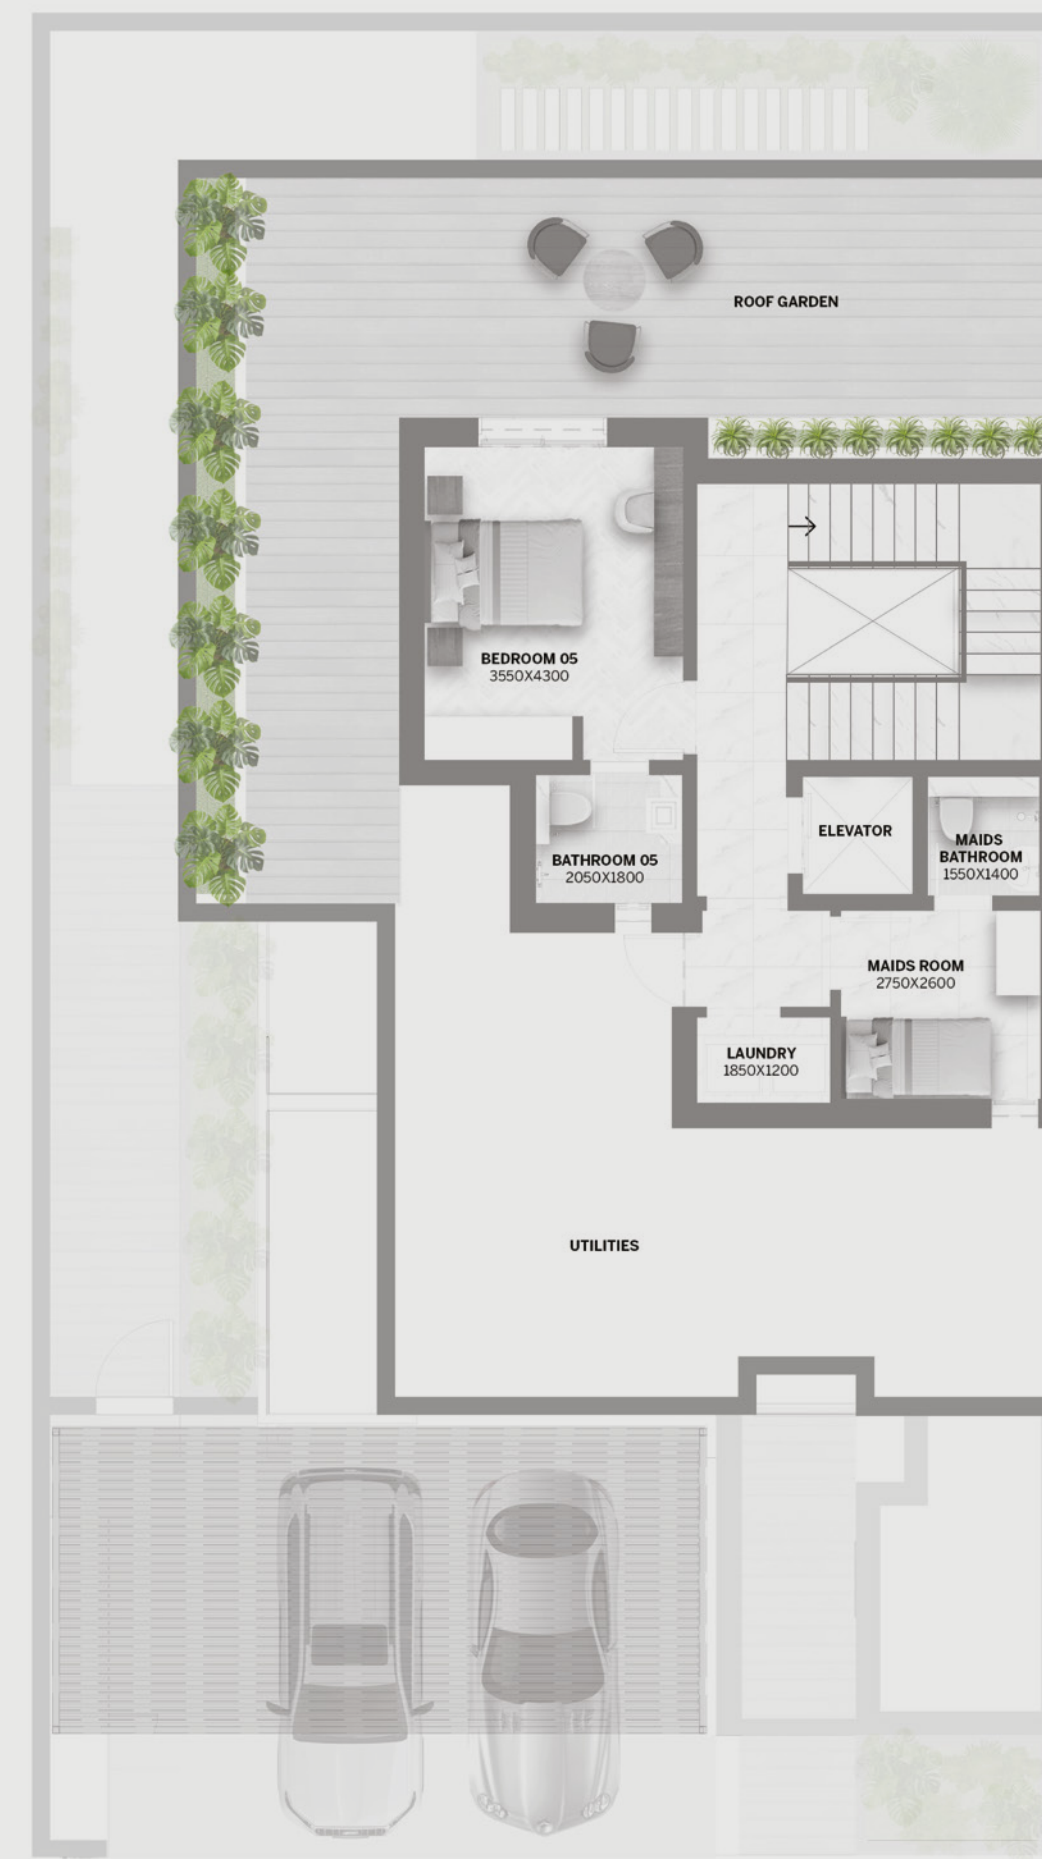 ROOF GARDEN
BEDROOM 05
3550X4300
ELEVATOR
MAIDS
BATHROOM
1550X1400
BATHROOM 05
2050X1800
MAIDS ROOM
2750X2600
LAUNDRY
1850X1200
UTILITIES